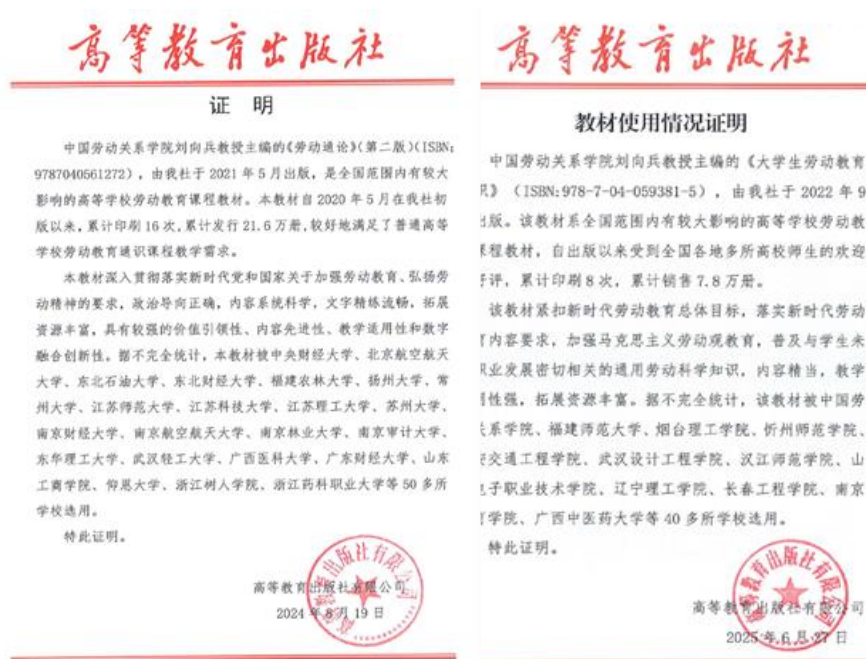 高等教育出版社
证 明
中国劳动关系学院刘向兵教授主编的《劳动通论》(第二版)(ISBN:
9787040561272),由我社于 2021 年 5 月出版,是全国范围内有较大
影响的高等学校劳动教育课程教材。本教材自 2020 年 5 月在我社初
版以来,累计印刷 16 次,累计发行 21.6 万册,较好地满足了普通高等
学校劳动教育通识课程教学需求。
本教材深入贯彻落实新时代党和国家关于加强劳动教育、弘扬劳
动精神的要求,政治导向正确,内容系统科学,文字精练流畅,拓展
资源丰富,具有较强的价值引领性、内容先进性、教学适用性和数字
融合创新性。据不完全统计,本教材被中央财经大学、北京航空航天
大学、东北石油大学、东北财经大学、福建农林大学、扬州大学、常
州大学、江苏师范大学、江苏科技大学、江苏理工大学、苏州大学、
南京财经大学、南京航空航天大学、南京林业大学、南京审计大学、
东华理工大学、武汉轻工大学、广西医科大学、广东财经大学、山东
工商学院、仰恩大学、浙江树人学院、浙江药科职业大学等 50 多所
学校选用。
特此证明。
高等教育出版社有限公司
2024 年 8 月 19 日
高等教育出版社
教材使用情况证明
中国劳动关系学院刘向兵教授主编的《大学生劳动教育
》(ISBN:978-7-04-059381-5),由我社于 2022 年 9
出版。该教材系全国范围内有较大影响的高等学校劳动教
课程教材,自出版以来受到全国各地多所高校师生的欢迎
好评,累计印刷 8 次,累计销售 7.8 万册。
该教材紧扣新时代劳动教育总体目标,落实新时代劳动
内容要求,加强马克思主义劳动观教育,普及与学生未
职业发展密切相关的通用劳动科学知识,内容精当,教学
用性强,拓展资源丰富。据不完全统计,该教材被中国劳
关系学院、福建师范大学、烟台理工学院、忻州师范学院、
交通工程学院、武汉设计工程学院、汉江师范学院、山
电子职业技术学院、辽宁理工学院、长春工程学院、南京
学院、广西中医药大学等 40 多所学校选用。
特此证明。
高等教育出版社有限公司
2025 年 6 月 27 日